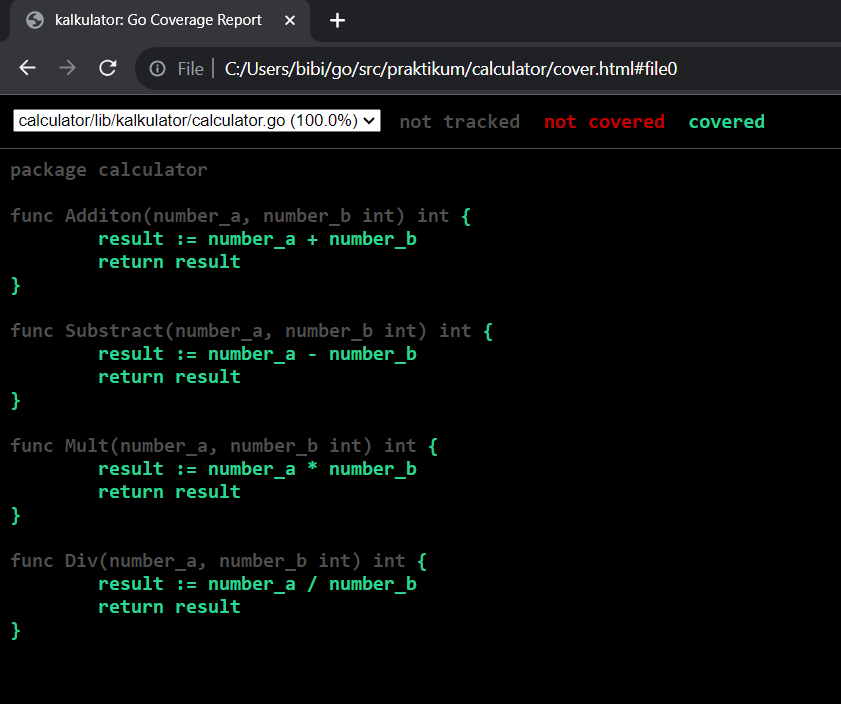 kalkulator: Go Coverage Report
File C:/Users/bibi/go/src/praktikum/calculator/cover.html#file0
calculator/lib/kalkulator/calculator.go (100.0%) not tracked not covered covered
package calculator
func Additon(number_a, number_b int) int {
result := number_a + number_b
return result
}
func Substract(number_a, number_b int) int {
result := number_a - number_b
return result
}
func Mult(number_a, number_b int) int {
result := number_a * number_b
return result
}
func Div(number_a, number_b int) int {
result := number_a / number_b
return result
}